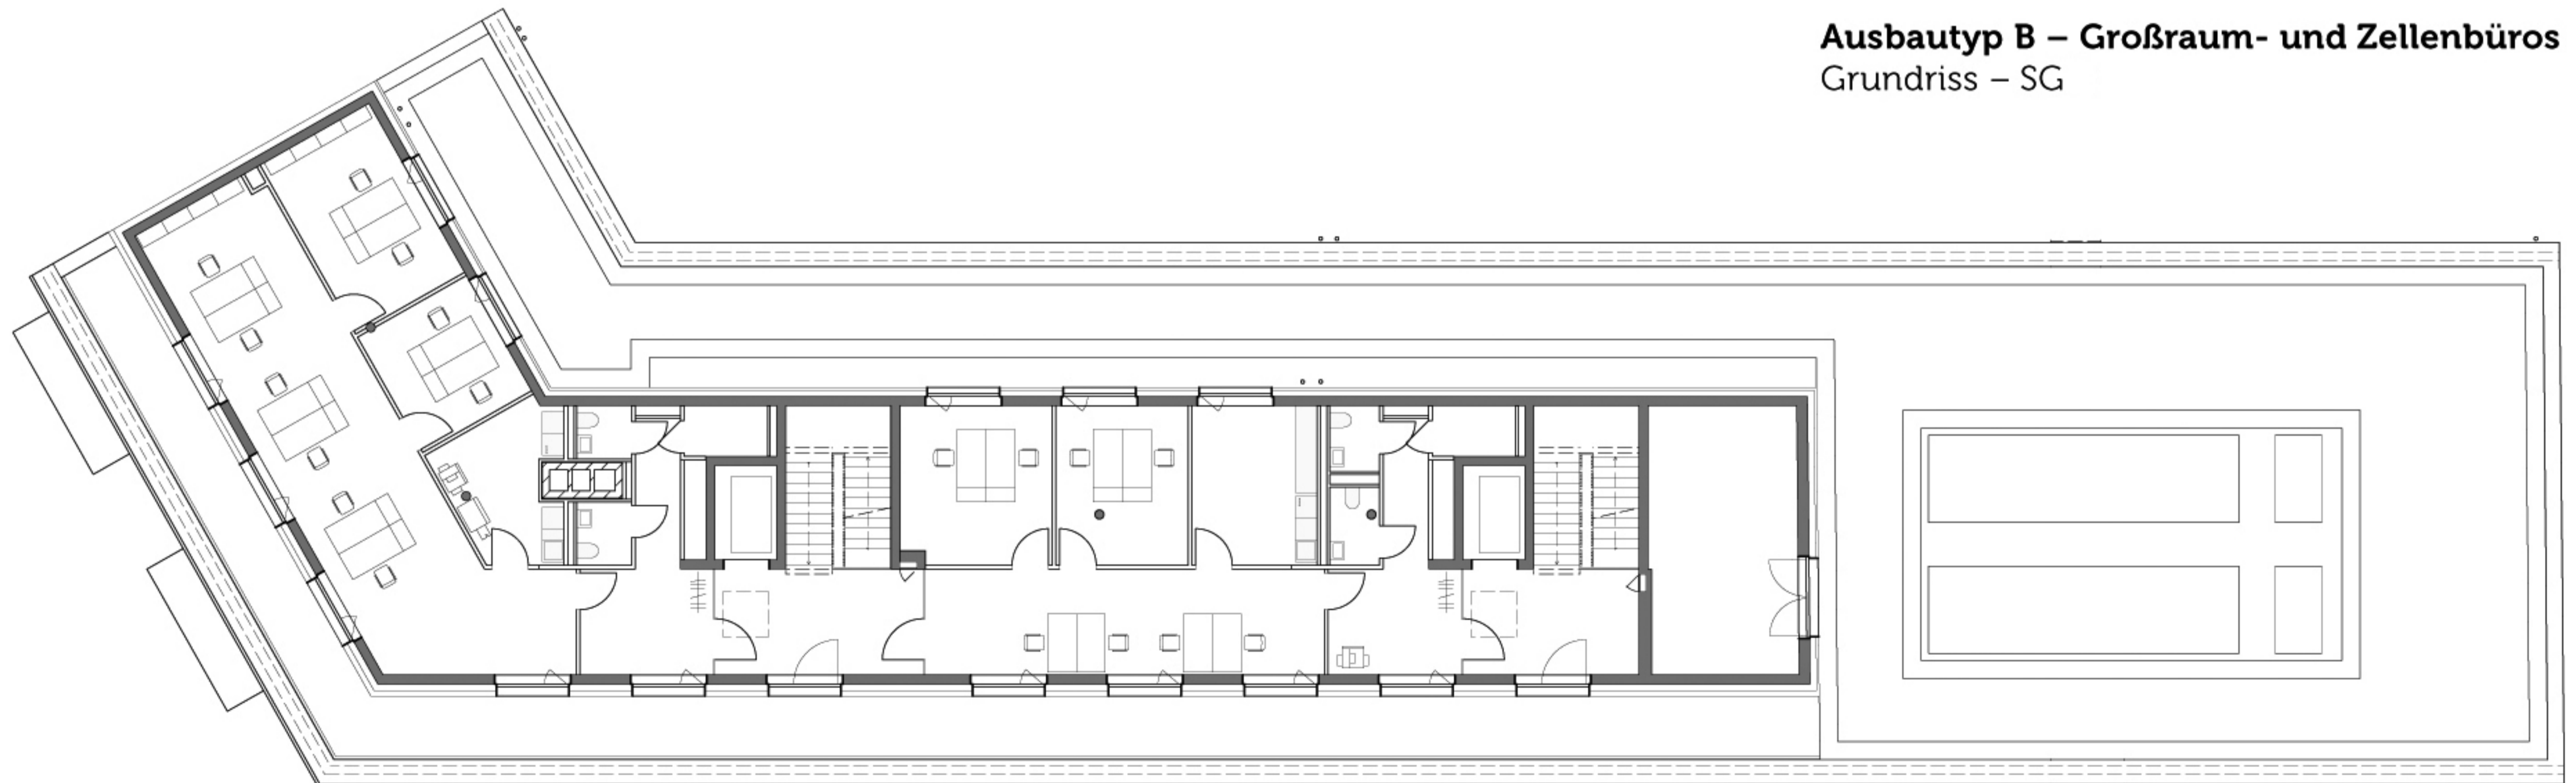 Ausbautyp B – Großraum- und Zellenbüros
Grundriss – SG